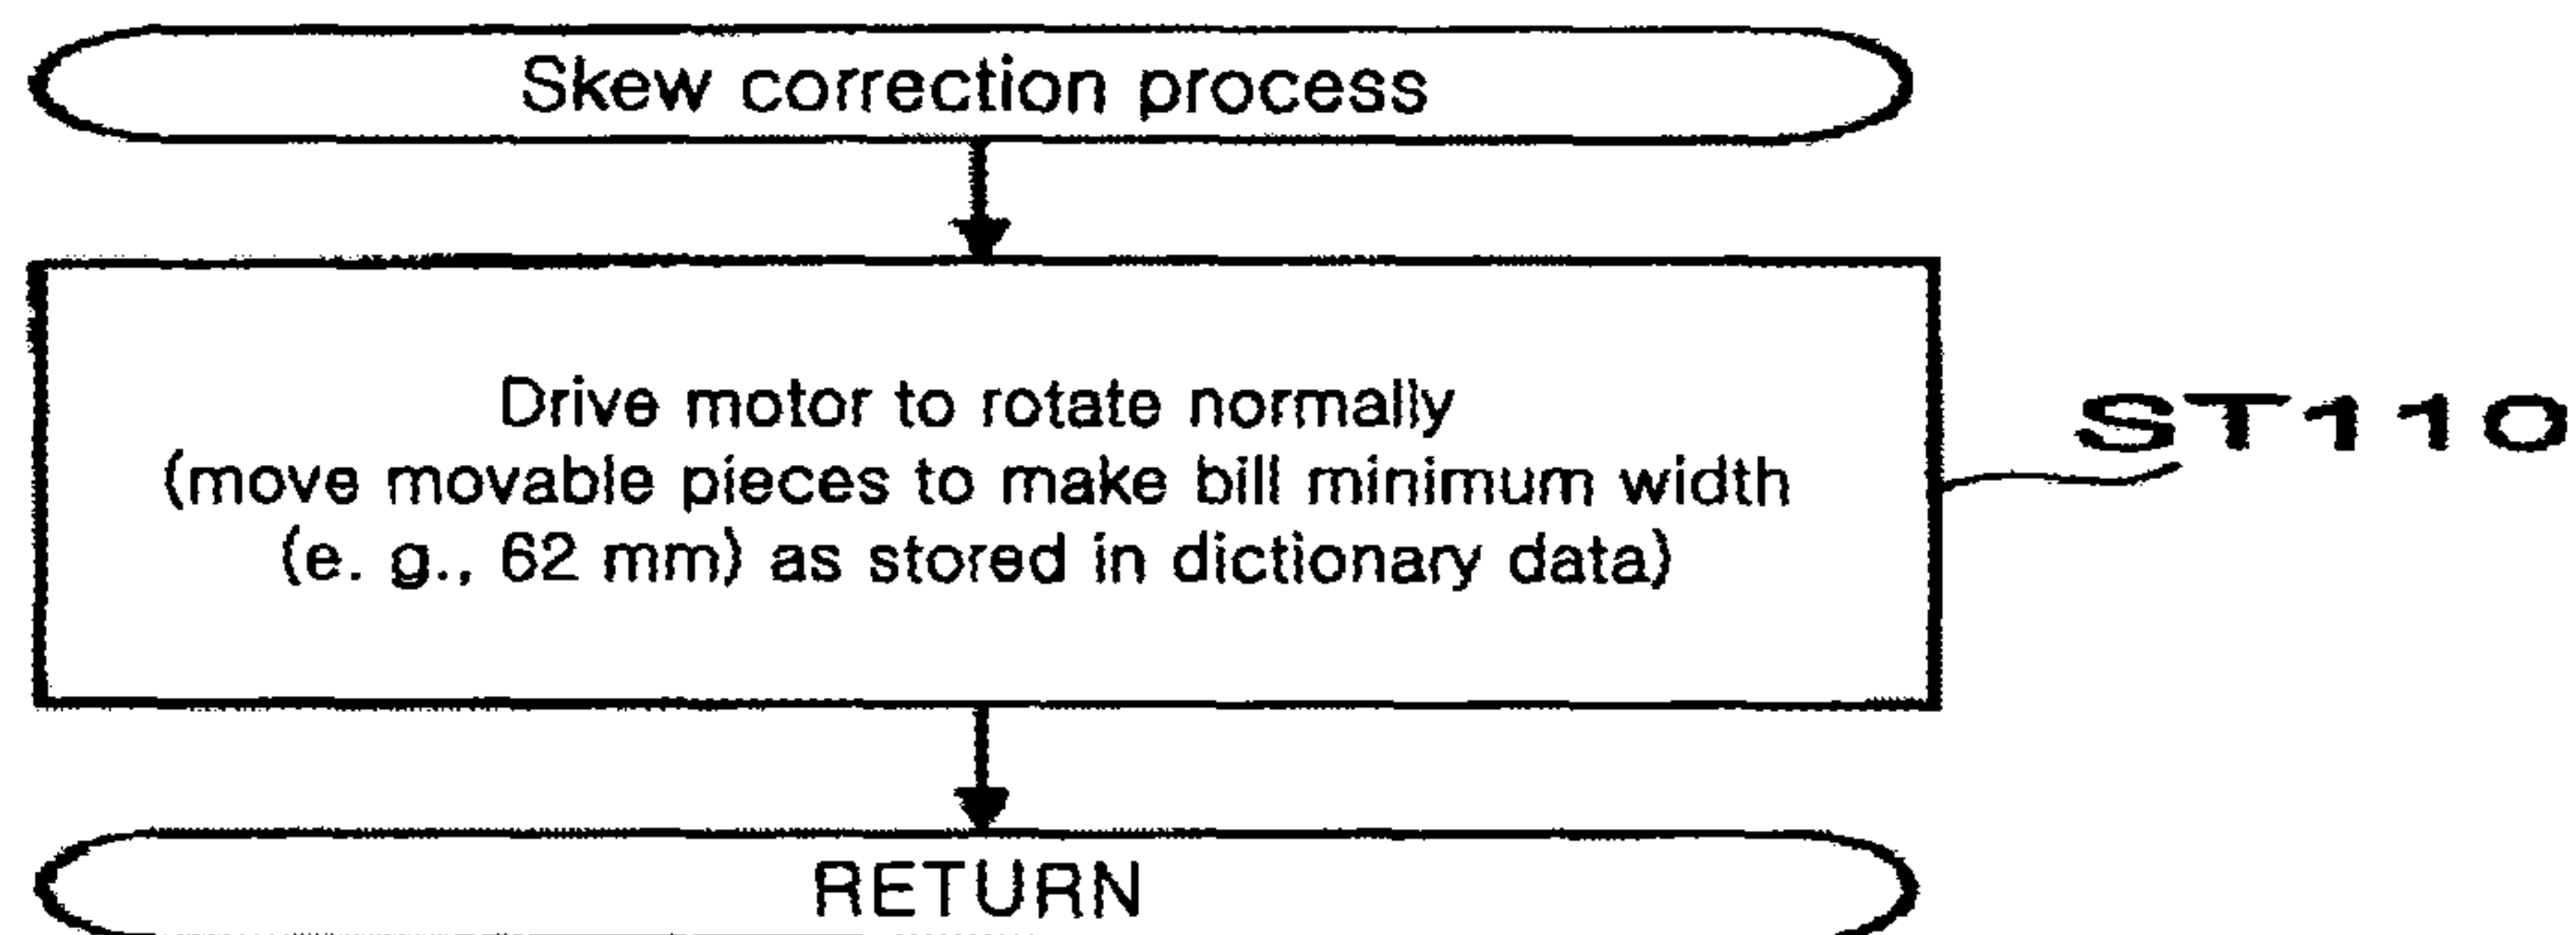 Skew correction process
Drive motor to rotate normally
(move movable pieces to make bill minimum width
(e. g., 62 mm) as stored in dictionary data)
ST110
RETURN